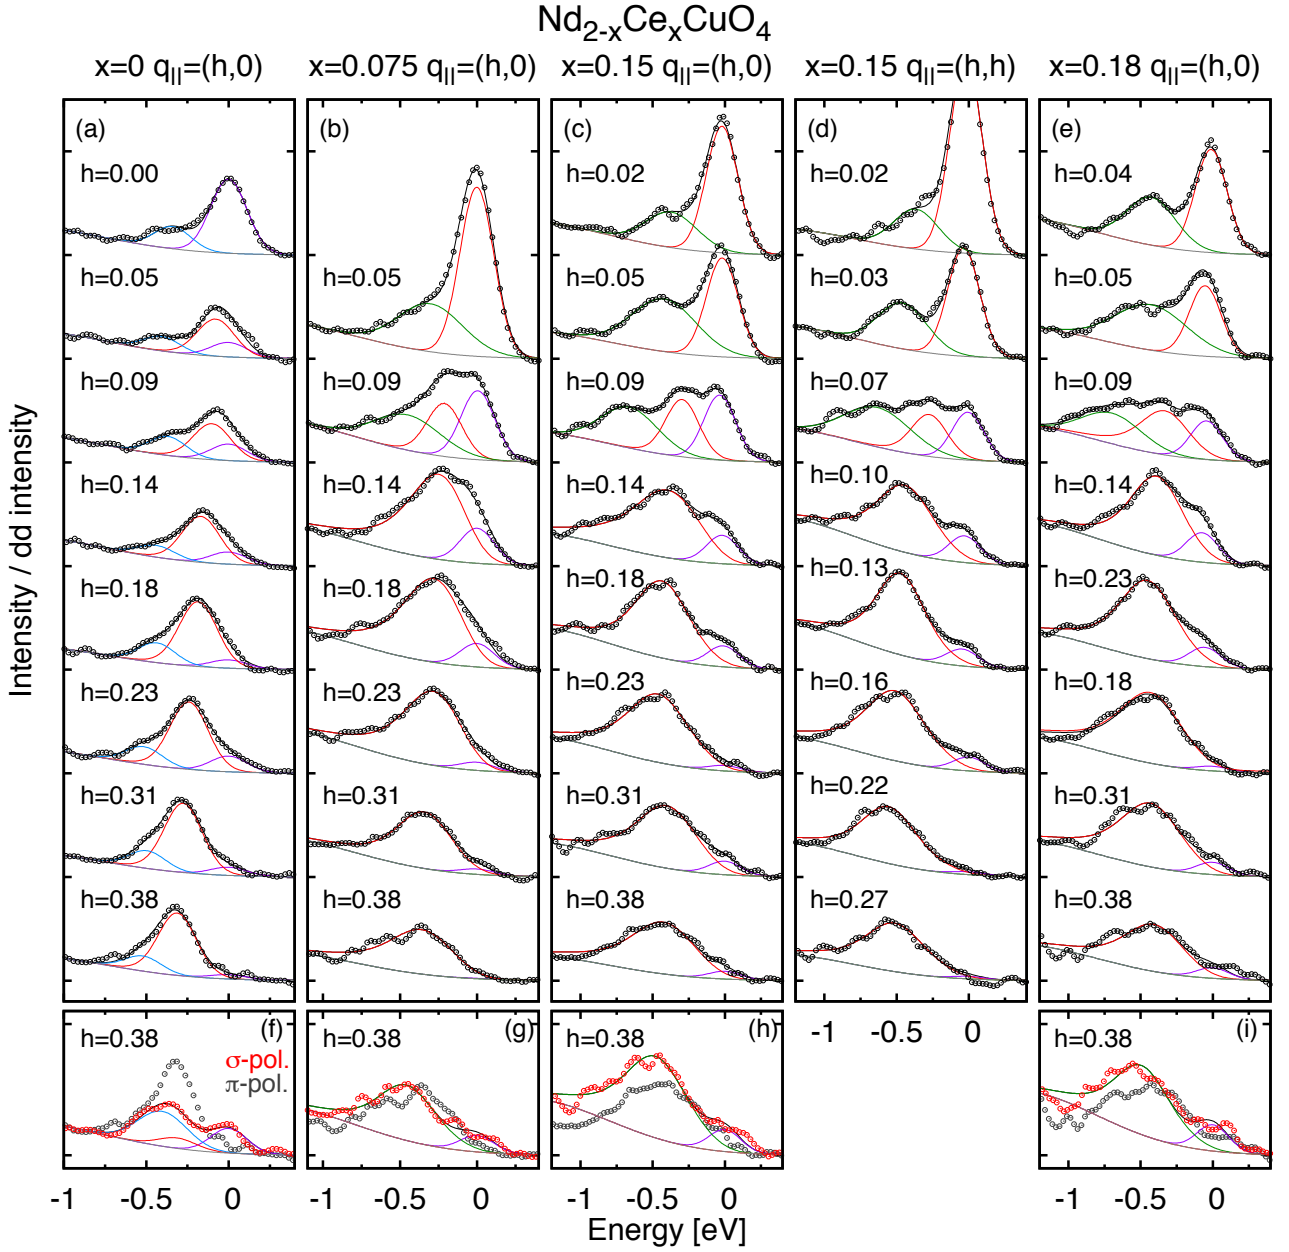 Nd2-xCexCuO4
x=0 q||=(h,0) x=0.075 q||=(h,0) x=0.15 q||=(h,0) x=0.15 q||=(h,h) x=0.18 q||=(h,0)
(a) (b) (c) (d) (e)
h=0.00 h=0.02 h=0.02 h=0.04
h=0.05 h=0.05 h=0.05 h=0.03 h=0.05
h=0.09 h=0.09 h=0.09 h=0.07 h=0.09
h=0.14 h=0.14 h=0.14 h=0.10 h=0.14
h=0.18 h=0.18 h=0.18 h=0.13 h=0.23
h=0.23 h=0.23 h=0.23 h=0.16 h=0.18
h=0.31 h=0.31 h=0.31 h=0.22 h=0.31
h=0.38 h=0.38 h=0.38 h=0.27 h=0.38
Intensity / dd intensity
-1 -0.5 0
h=0.38 (f) h=0.38 (g) h=0.38 (h) h=0.38 (i)
σ-pol.
π-pol.
-1 -0.5 0 -1 -0.5 0 -1 -0.5 0 -1 -0.5 0
Energy [eV]